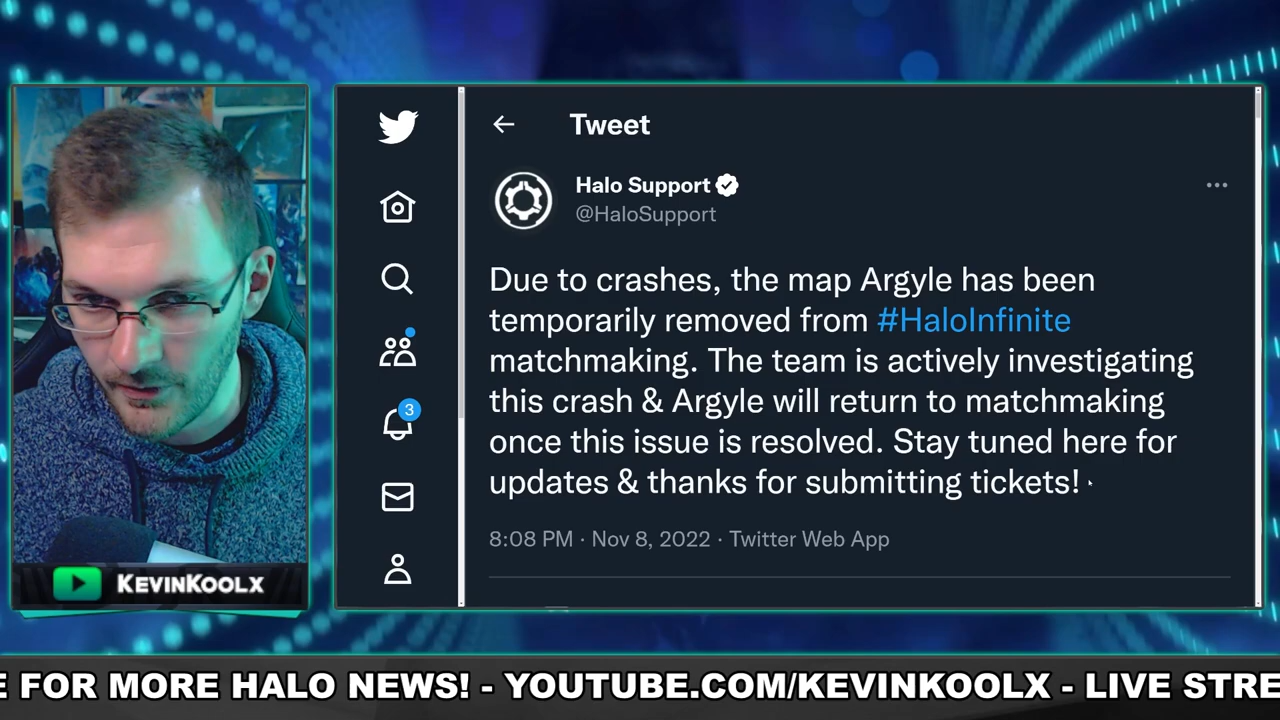 Tweet
Halo Support
@HaloSupport
Due to crashes, the map Argyle has been
temporarily removed from #HaloInfinite
matchmaking. The team is actively investigating
this crash & Argyle will return to matchmaking
once this issue is resolved. Stay tuned here for
updates & thanks for submitting tickets!
3
8:08 PM · Nov 8, 2022 · Twitter Web App
KEVINKOOLX
E FOR MORE HALO NEWS! - YOUTUBE.COM/KEVINKOOLX - LIVE STRE